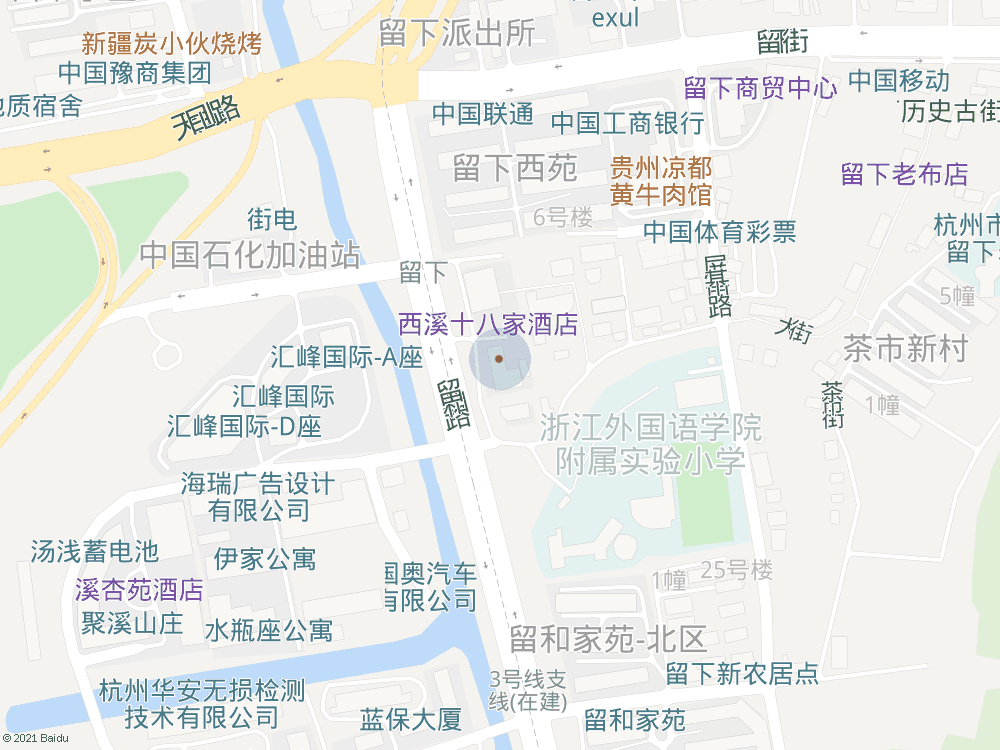 exul
留下派出所
留 街
新疆炭小伙烧烤
中国豫商集团
中国移动
留下商贸中心
地质宿舍
天目山路
历史古街
中国联通
中国工商银行
留下西苑
贵州凉都
黄牛肉馆
留下老布店
6号楼
街电
中国体育彩票
杭州市
留下
中国石化加油站
留下
5幢
西溪十八家酒店
大街
茶市新村
汇峰国际-A座
汇峰国际
茶市街
1幢
汇峰国际-D座
浙江外国语学院
附属实验小学
海瑞广告设计
有限公司
汤浅蓄电池
伊家公寓
国奥汽车
有限公司
1幢
25号楼
溪杏苑酒店
聚溪山庄
水瓶座公寓
留和家苑-北区
留下新农居点
3号线支
线(在建)
杭州华安无损检测
技术有限公司
蓝保大厦
留和家苑
© 2021 Baidu